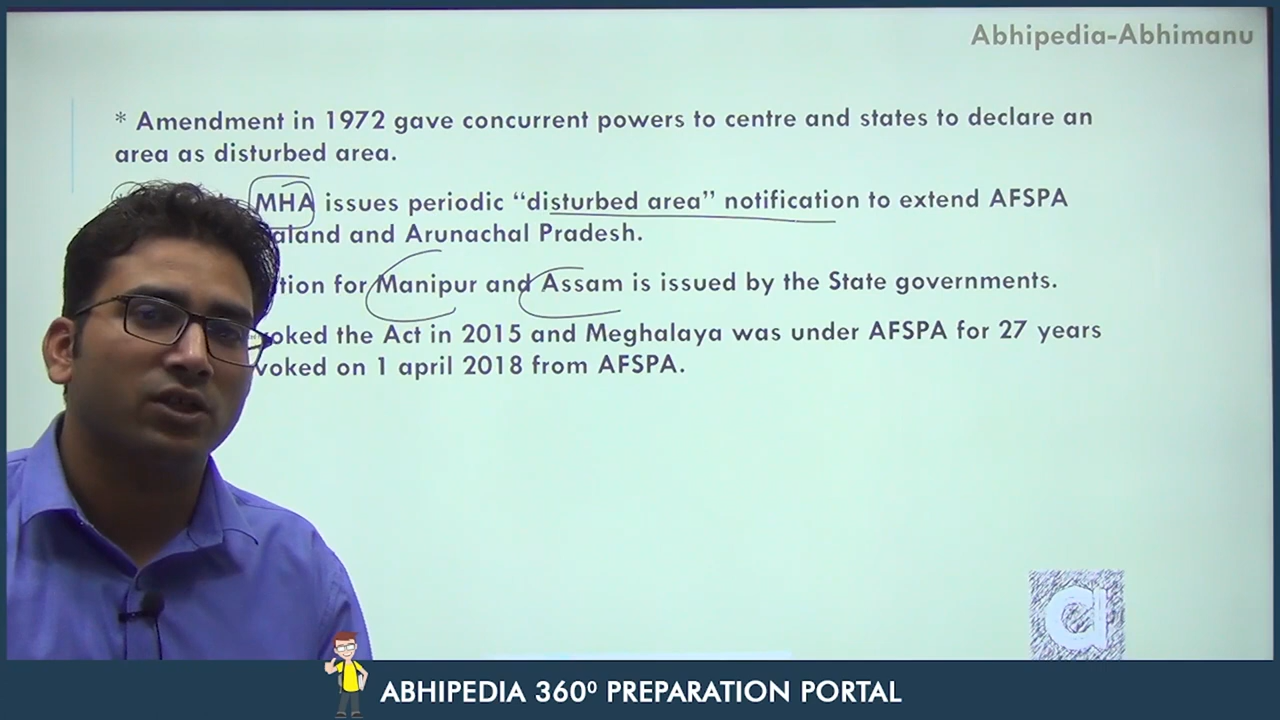 Abhipedia-Abhimanu
* Amendment in 1972 gave concurrent powers to centre and states to declare an
area as disturbed area.
MHA issues periodic “disturbed area” notification to extend AFSPA
aland and Arunachal Pradesh.
tion for Manipur and Assam is issued by the State governments.
oked the Act in 2015 and Meghalaya was under AFSPA for 27 years
voked on 1 april 2018 from AFSPA.
a
ABHIPEDIA 360⁰ PREPARATION PORTAL